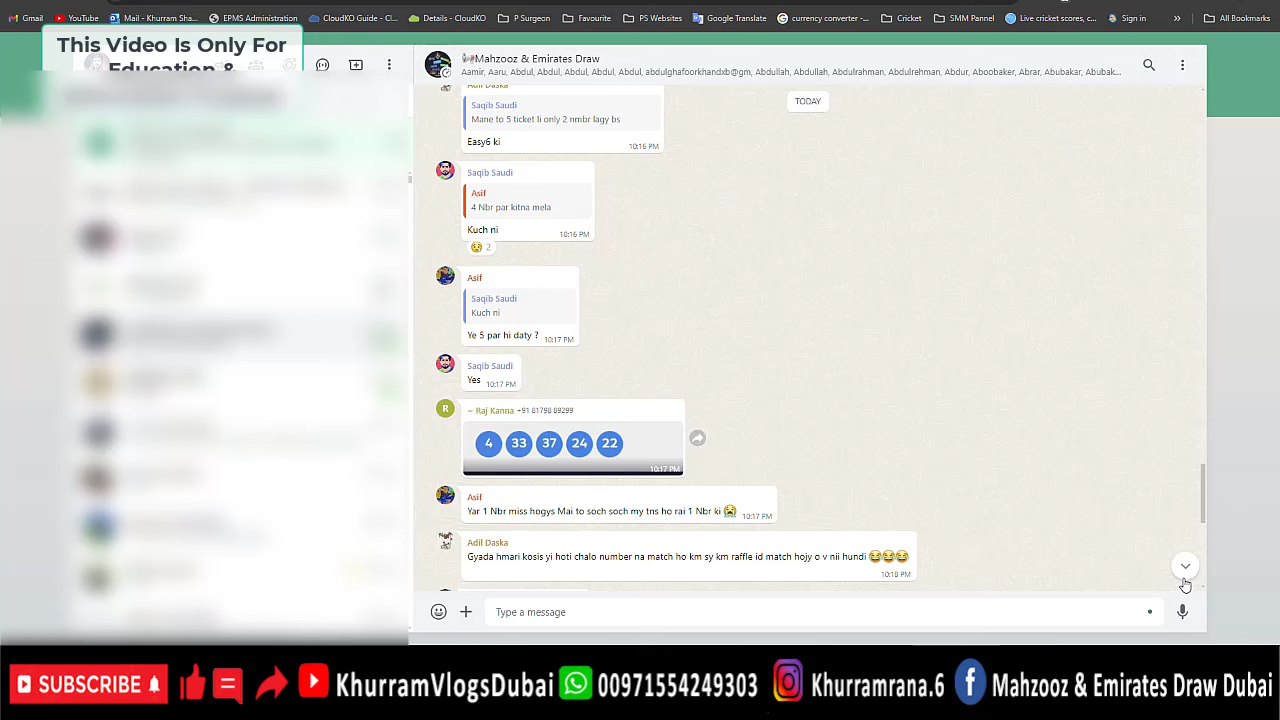 Gmail YouTube Mail - Khurram Sha... EPMS Administration CloudKO Guide - Cl... Details - CloudKO P Surgeon Favourite PS Websites Google Translate currency converter -... Cricket SMM Pannel Live cricket scores, c... Sign in » All Bookmarks
This Video Is Only For
Education &
Mahzooz & Emirates Draw
Aamir, Aaru, Abdul, Abdul, Abdul, Abdul, Abdul, abdulghafoorkhandxb@gm, Abdullah, Abdullah, Abdulrahman, Abdulrehman, Abdur, Aboobaker, Abrar, Abubakar, Abubak...
Adil Daska
TODAY
Saqib Saudi
Mane to 5 ticket li only 2 nmbr lagy bs
Easy6 ki 10:16 PM
Saqib Saudi
Asif
4 Nbr par kitna mela
Kuch ni 10:16 PM
2
Asif
Saqib Saudi
Kuch ni
Ye 5 par hi daty ? 10:17 PM
Saqib Saudi
Yes 10:17 PM
R ~ Raj Kanna +91 81798 89299
4 33 37 24 22
10:17 PM
Asif
Yar 1 Nbr miss hogys Mai to soch soch my tns ho rai 1 Nbr ki 😭 10:17 PM
Adil Daska
Gyada hmari kosis yi hoti chalo number na match ho km sy km raffle id match hojy o v nii hundi 😂😂😂
10:18 PM
Type a message
SUBSCRIBE KhurramVlogsDubai 00971554249303 Khurramrana.6 Mahzooz & Emirates Draw Dubai